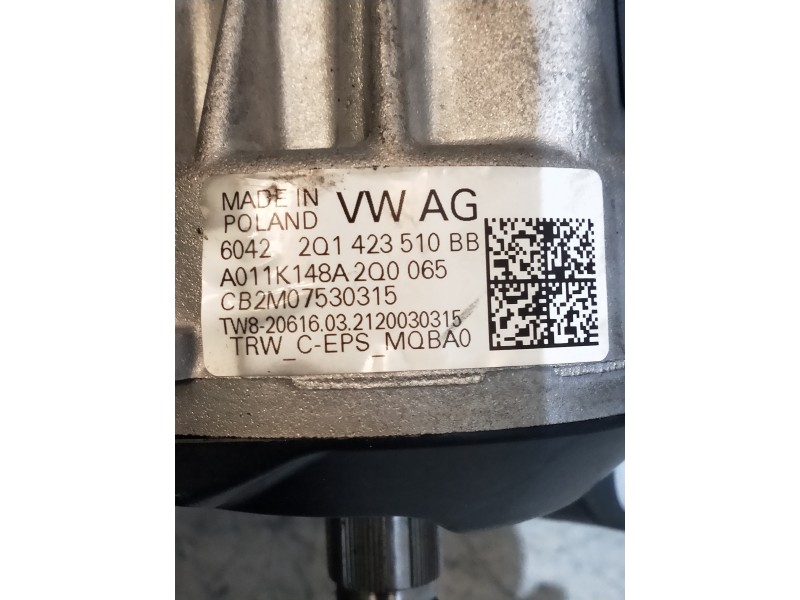 MADE IN POLAND VW AG
6042 2Q1 423 510 BB
A011K148A 2Q0 065
CB2M07530315
TW8-20616.03.2120030315
TRW_C-EPS_MQBA0